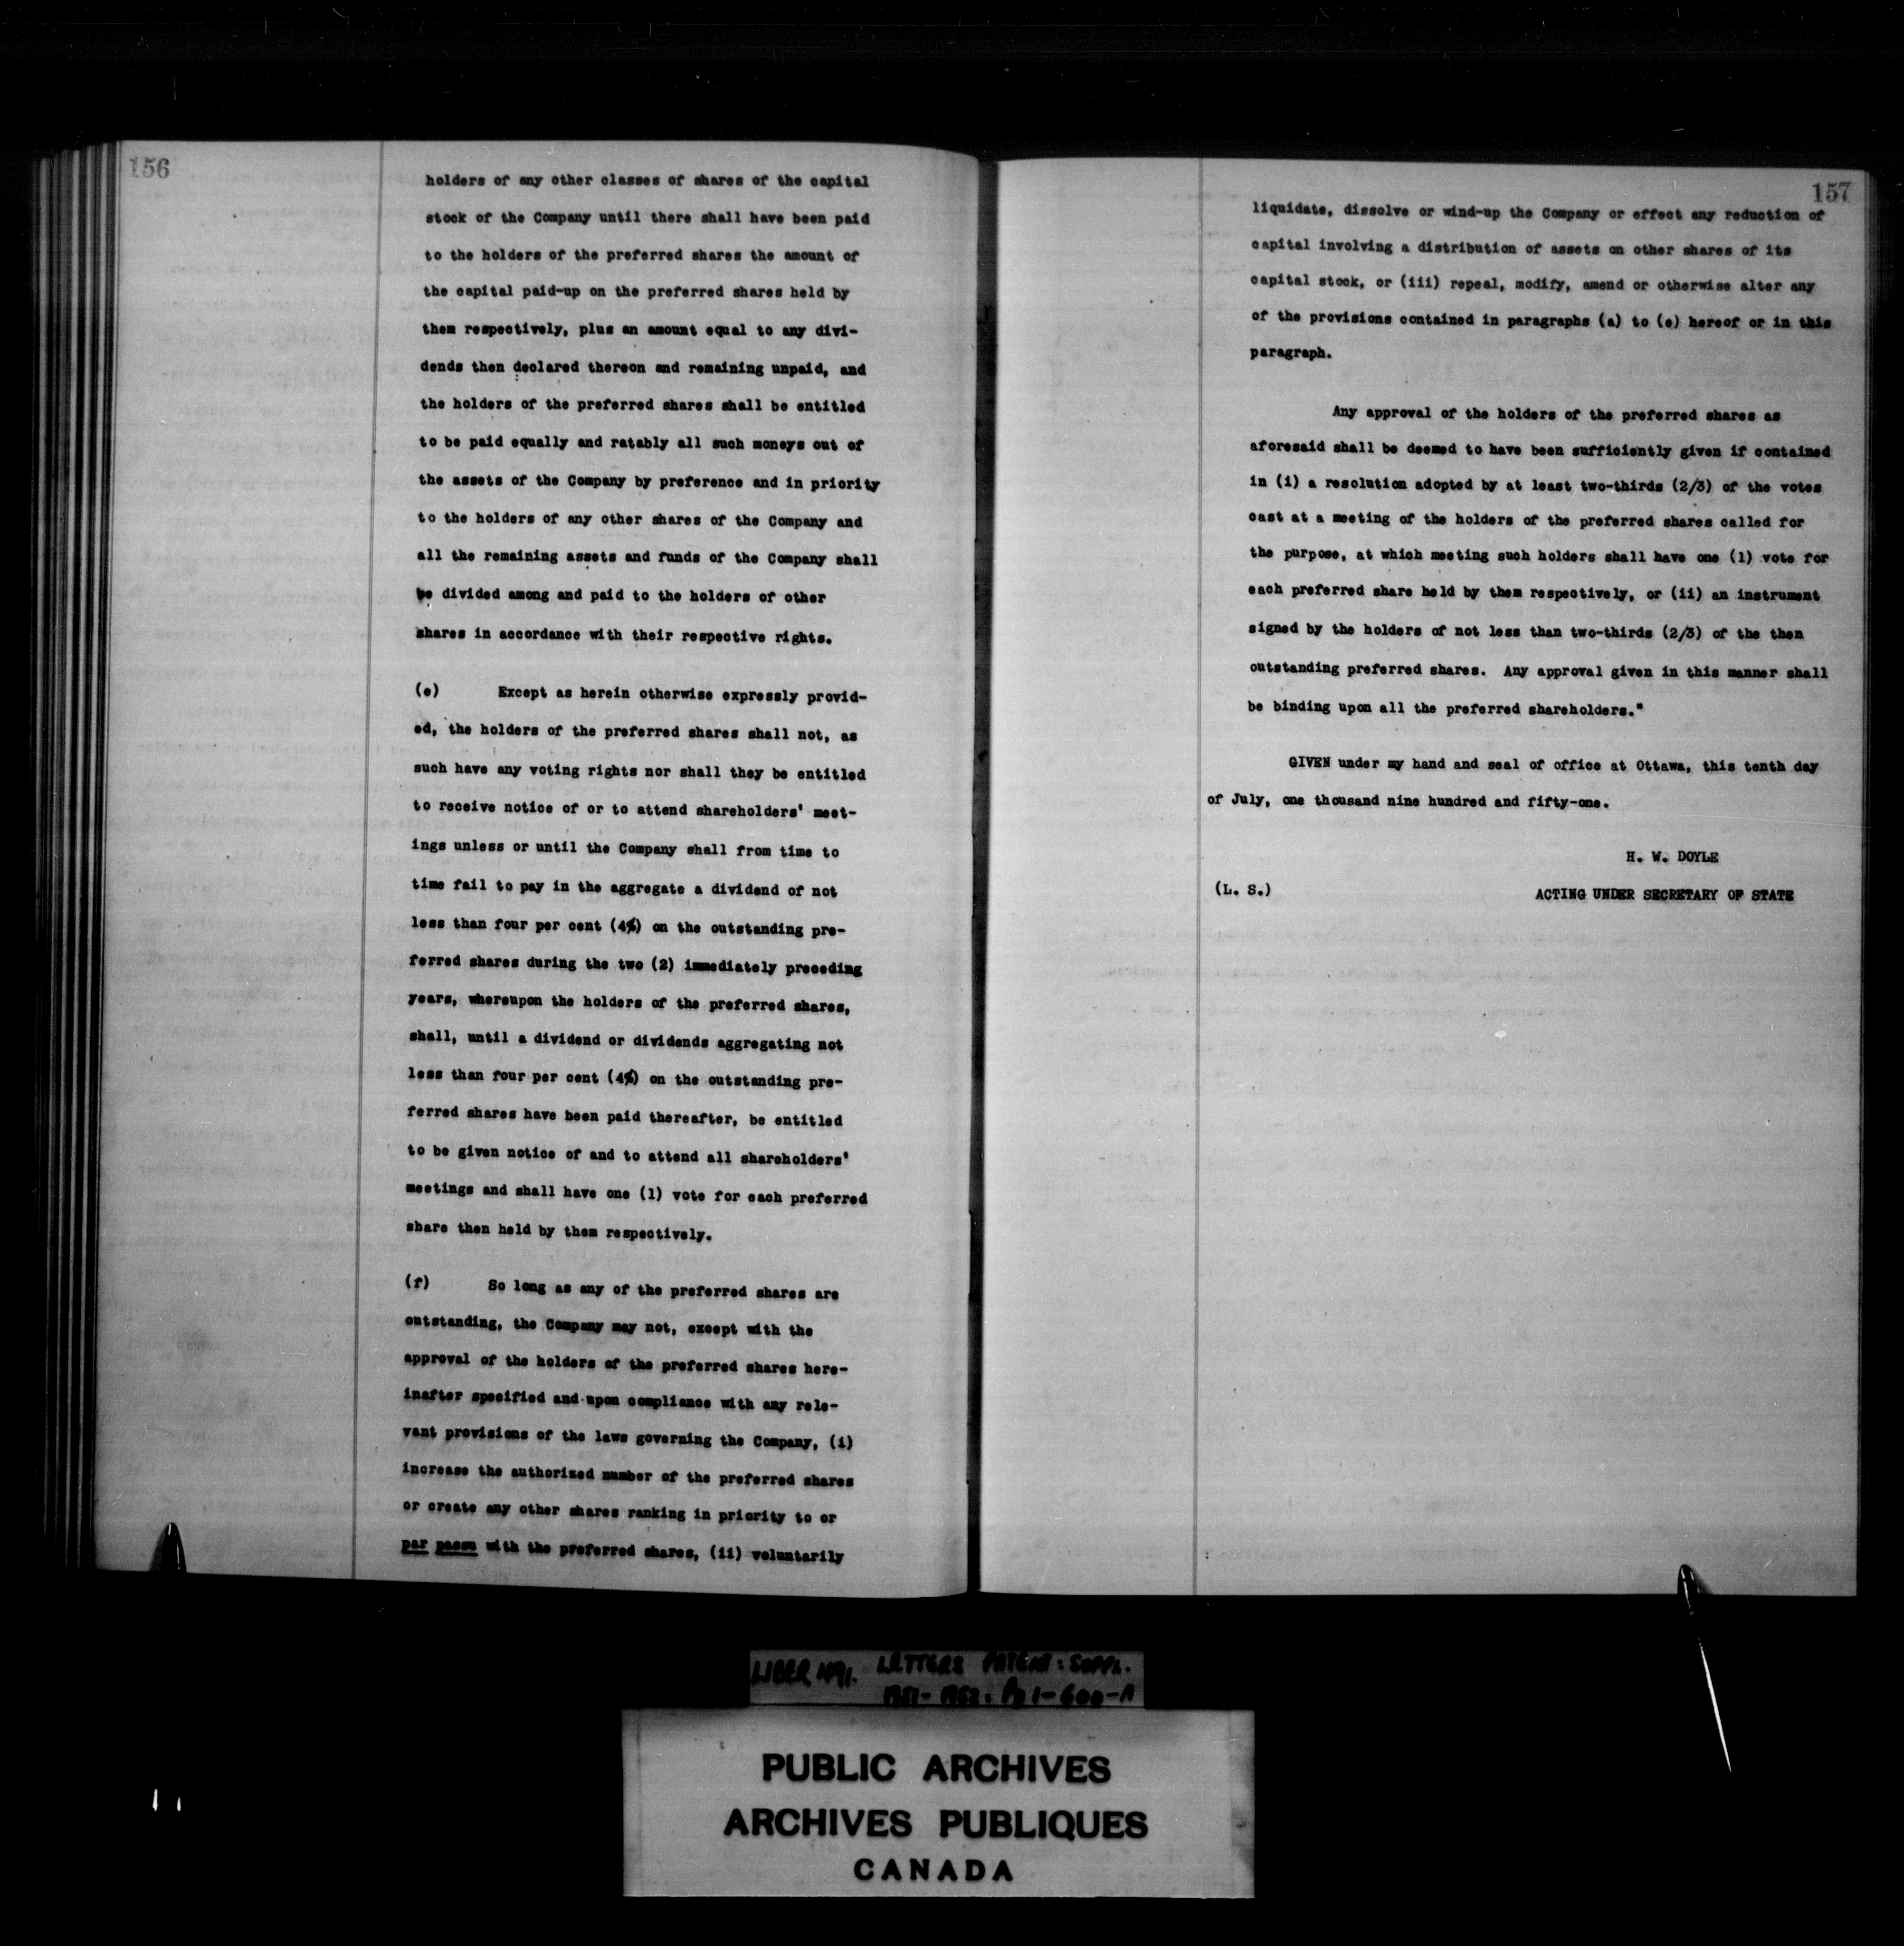 156
holders of any other classes of shares of the capital
stock of the Company until there shall have been paid
to the holders of the preferred shares the amount of
the capital paid-up on the preferred shares held by
them respectively, plus an amount equal to any divi-
dends then declared thereon and remaining unpaid, and
the holders of the preferred shares shall be entitled
to be paid equally and ratably all such moneys out of
the assets of the Company by preference and in priority
to the holders of any other shares of the Company and
all the remaining assets and funds of the Company shall
be divided among and paid to the holders of other
shares in accordance with their respective rights.
(e) Except as herein otherwise expressly provid-
ed, the holders of the preferred shares shall not, as
such have any voting rights nor shall they be entitled
to receive notice of or to attend shareholders' meet-
ings unless or until the Company shall from time to
time fail to pay in the aggregate a dividend of not
less than four per cent (4%) on the outstanding pre-
ferred shares during the two (2) immediately preceding
years, whereupon the holders of the preferred shares,
shall, until a dividend or dividends aggregating not
less than four per cent (4%) on the outstanding pre-
ferred shares have been paid thereafter, be entitled
to be given notice of and to attend all shareholders'
meetings and shall have one (1) vote for each preferred
share then held by them respectively.
(f) So long as any of the preferred shares are
outstanding, the Company may not, except with the
approval of the holders of the preferred shares here-
inafter specified and upon compliance with any rele-
vant provisions of the laws governing the Company, (i)
increase the authorized number of the preferred shares
or create any other shares ranking in priority to or
par passu with the preferred shares, (ii) voluntarily
157
liquidate, dissolve or wind-up the Company or effect any reduction of
capital involving a distribution of assets on other shares of its
capital stock, or (iii) repeal, modify, amend or otherwise alter any
of the provisions contained in paragraphs (a) to (e) hereof or in this
paragraph.
Any approval of the holders of the preferred shares as
aforesaid shall be deemed to have been sufficiently given if contained
in (i) a resolution adopted by at least two-thirds (2/3) of the votes
cast at a meeting of the holders of the preferred shares called for
the purpose, at which meeting such holders shall have one (1) vote for
each preferred share held by them respectively, or (ii) an instrument
signed by the holders of not less than two-thirds (2/3) of the then
outstanding preferred shares. Any approval given in this manner shall
be binding upon all the preferred shareholders."
GIVEN under my hand and seal of office at Ottawa, this tenth day
of July, one thousand nine hundred and fifty-one.
H. W. DOYLE
(L. S.) ACTING UNDER SECRETARY OF STATE
LIBER 491. LETTERS PATENT: SUPPL.
1951-1952: Pg 1-600-A
PUBLIC ARCHIVES
ARCHIVES PUBLIQUES
CANADA